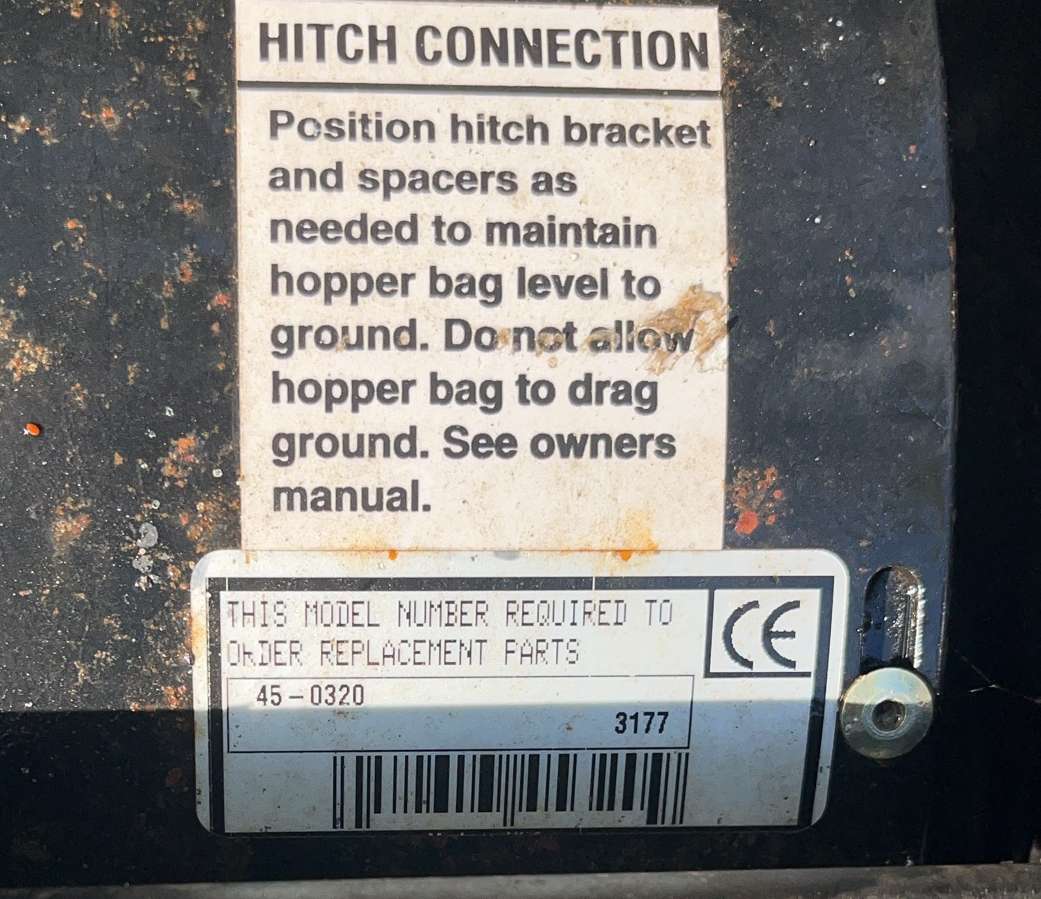 HITCH CONNECTION
Position hitch bracket
and spacers as
needed to maintain
hopper bag level to
ground. Do not allow
hopper bag to drag
ground. See owners
manual.
THIS MODEL NUMBER REQUIRED TO
ORDER REPLACEMENT PARTS
CE
45-0320
3177